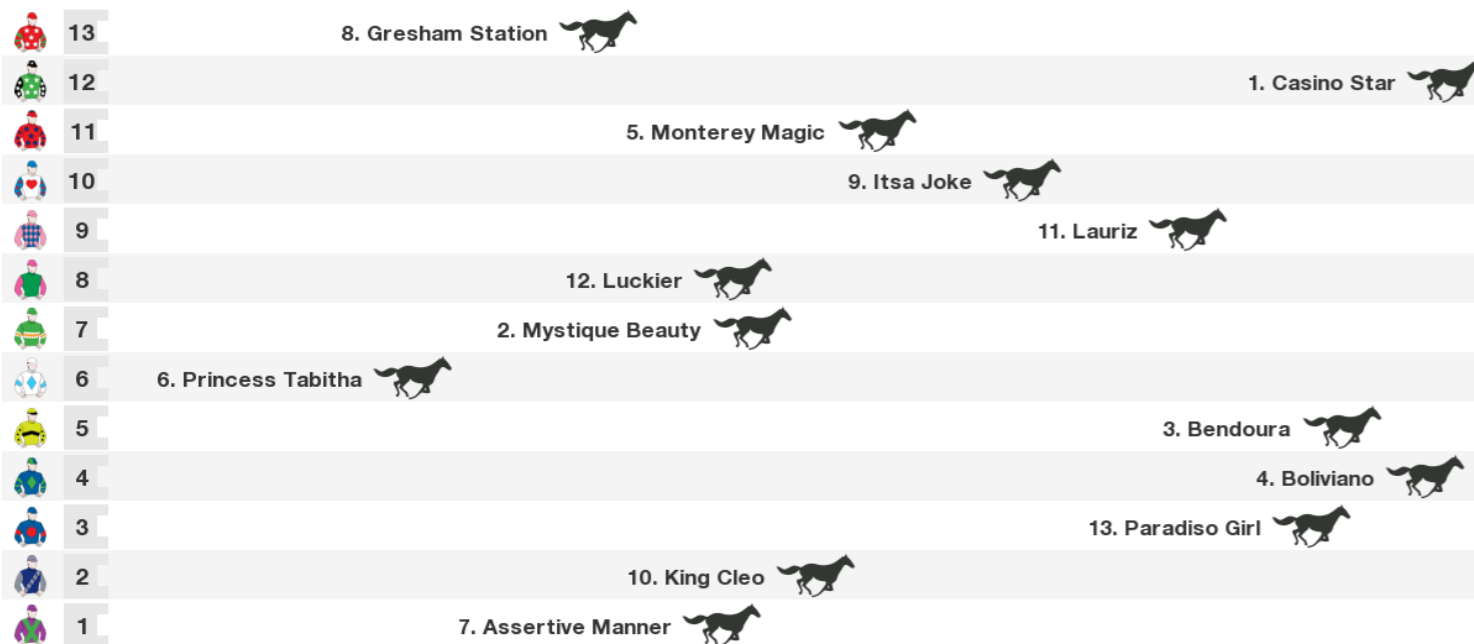 13 8. Gresham Station
12 1. Casino Star
11 5. Monterey Magic
10 9. Itsa Joke
9 11. Lauriz
8 12. Luckier
7 2. Mystique Beauty
6 6. Princess Tabitha
5 3. Bendoura
4 4. Boliviano
3 13. Paradiso Girl
2 10. King Cleo
1 7. Assertive Manner